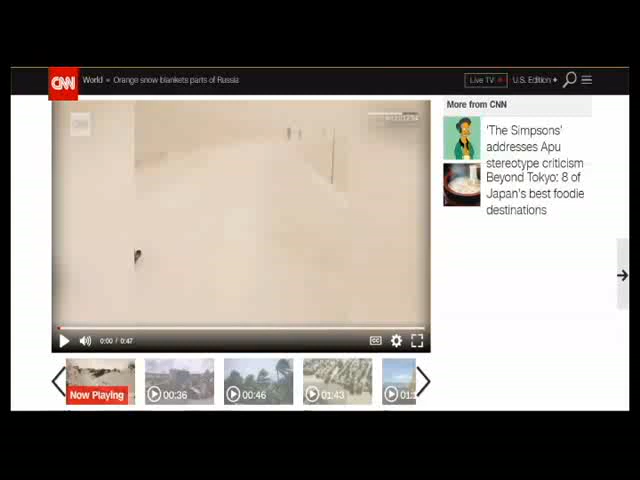 CNN
World » Orange snow blankets parts of Russia
Live TV
U.S. Edition
CNN
More from CNN
'The Simpsons'
addresses Apu
stereotype criticism
Beyond Tokyo: 8 of
Japan's best foodie
destinations
0:00 / 0:47
CC
Now Playing
00:36
00:46
01:43